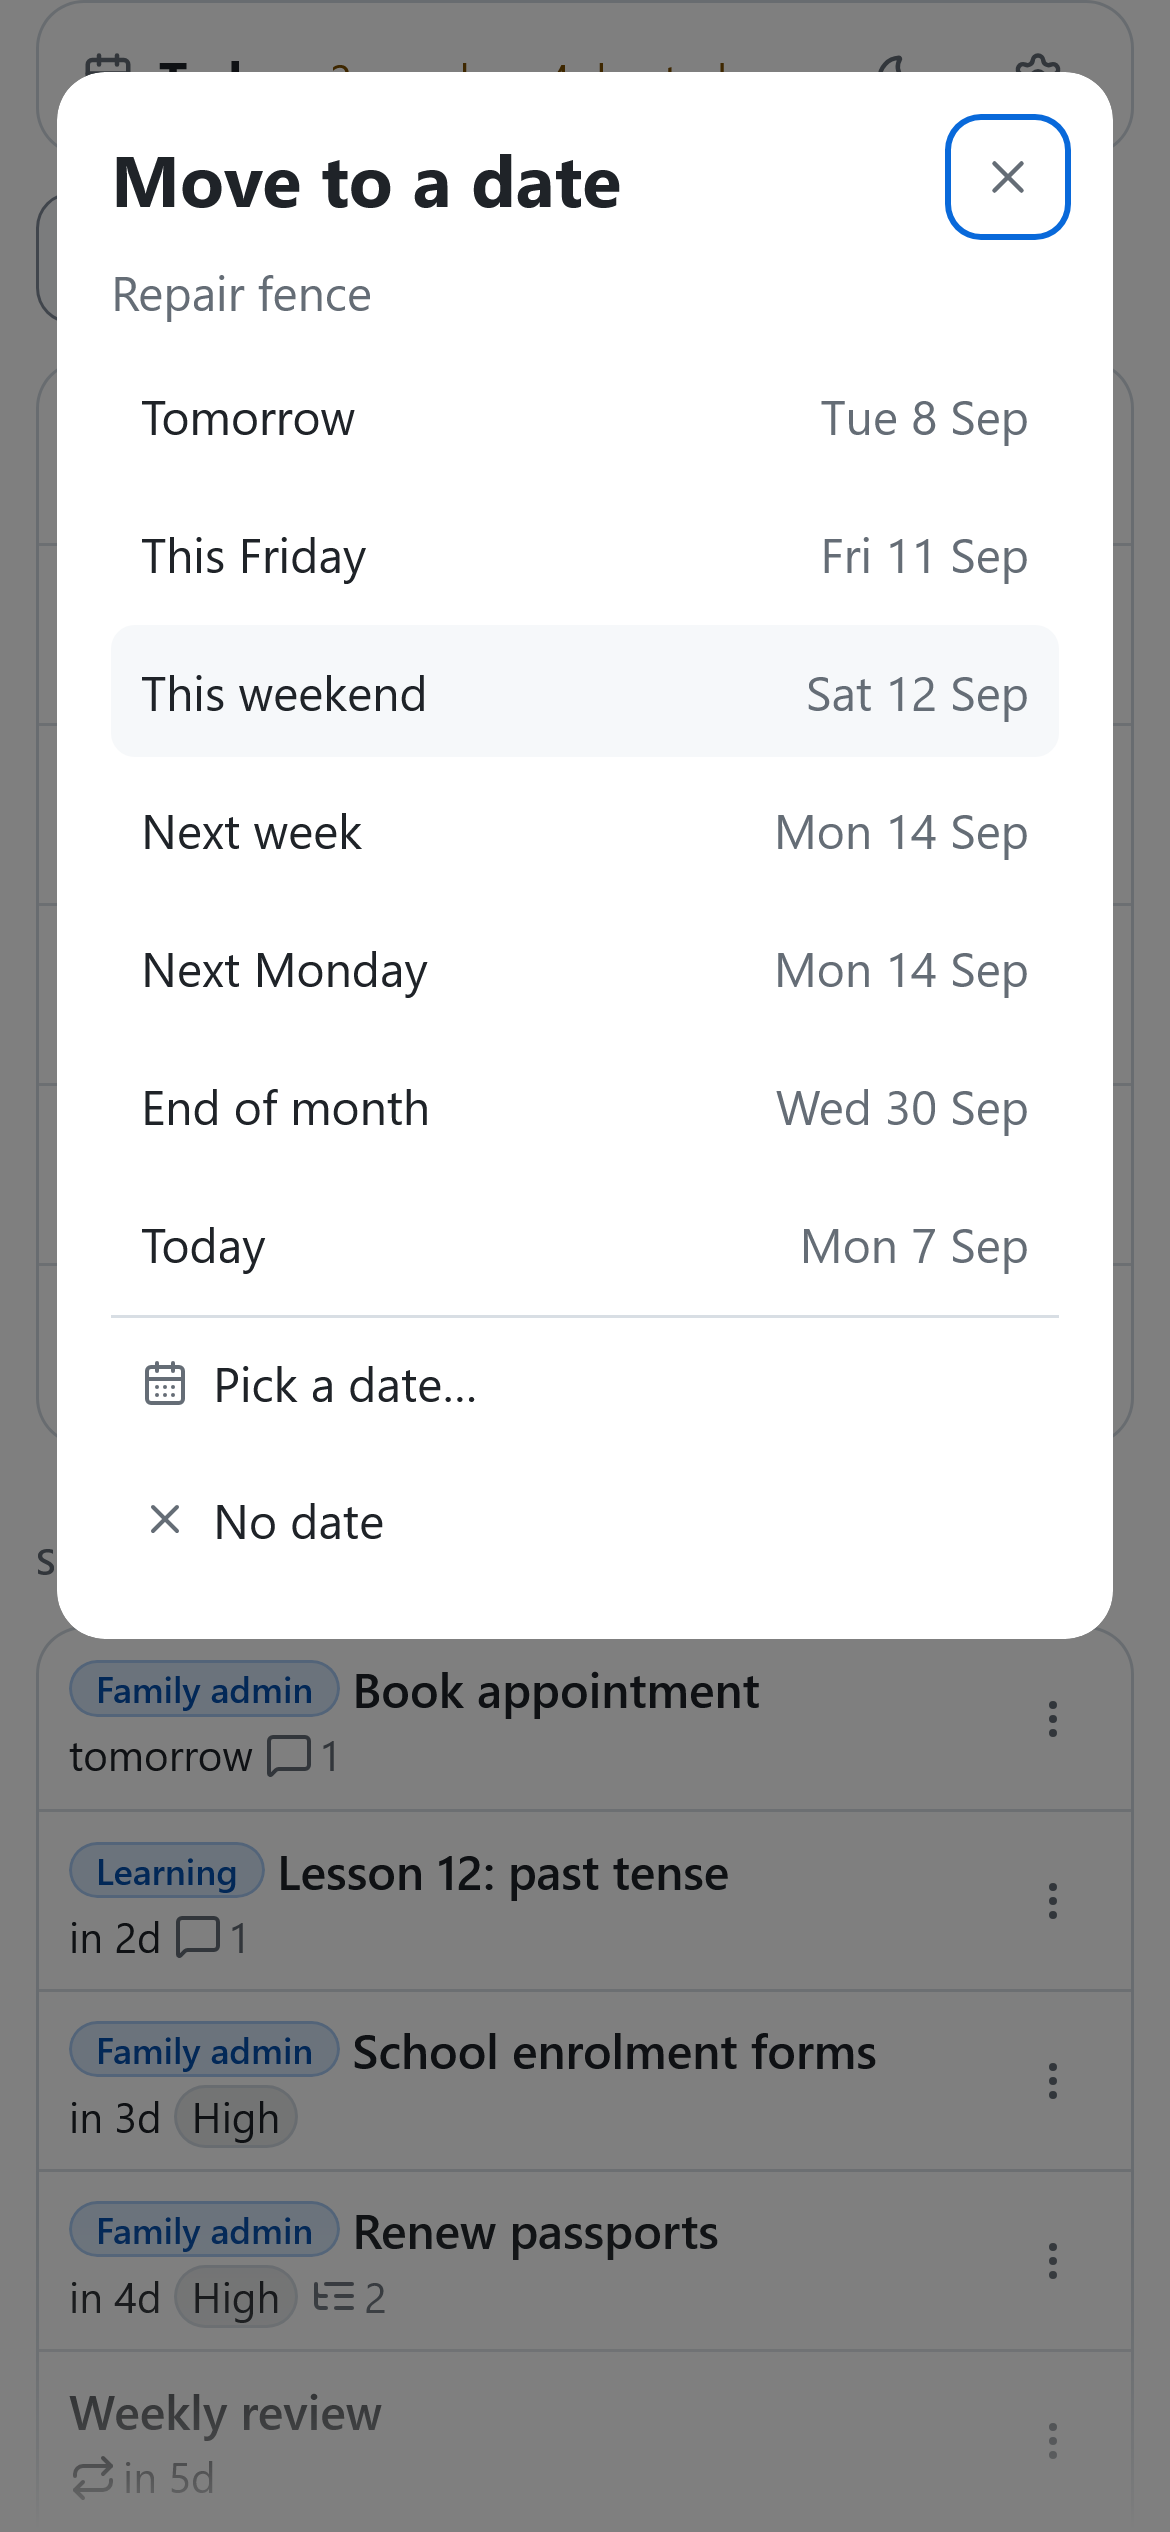 Move to a date
Repair fence
Tomorrow Tue 8 Sep
This Friday Fri 11 Sep
This weekend Sat 12 Sep
Next week Mon 14 Sep
Next Monday Mon 14 Sep
End of month Wed 30 Sep
Today Mon 7 Sep
Pick a date...
No date
Family admin Book appointment
tomorrow 1
Learning Lesson 12: past tense
in 2d 1
Family admin School enrolment forms
in 3d High
Family admin Renew passports
in 4d High 2
Weekly review
in 5d